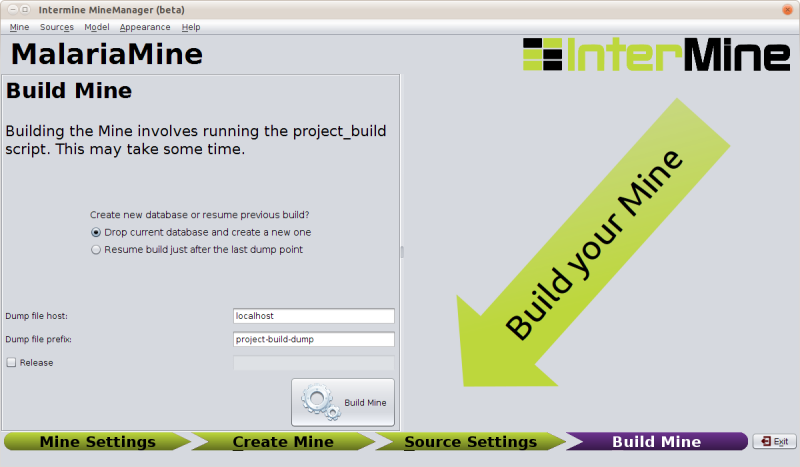 Intermine MineManager (beta)
Mine Sources Model Appearance Help
MalariaMine
InterMine
Build Mine
Building the Mine involves running the project_build
script. This may take some time.
Create new database or resume previous build?
Drop current database and create a new one
Resume build just after the last dump point
Dump file host: localhost
Dump file prefix: project-build-dump
Release
Build Mine
Build your Mine
Mine Settings Create Mine Source Settings Build Mine Exit